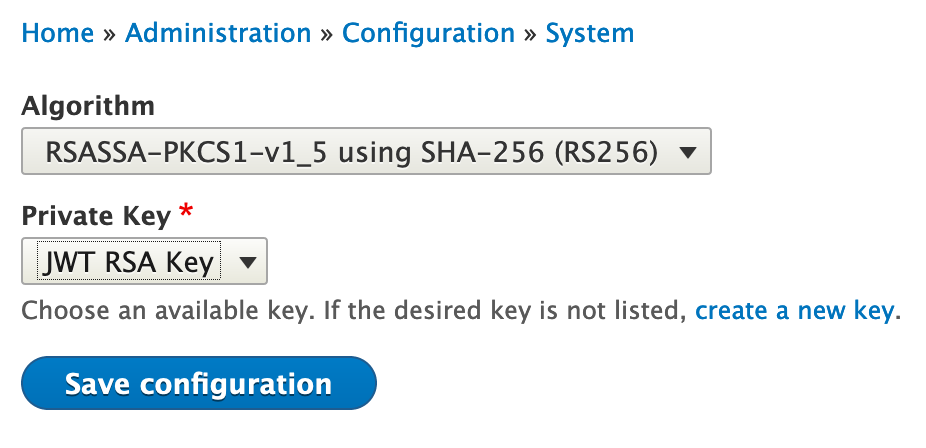 Home » Administration » Configuration » System
Algorithm
RSASSA-PKCS1-v1_5 using SHA-256 (RS256)
Private Key *
JWT RSA Key
Choose an available key. If the desired key is not listed, create a new key.
Save configuration